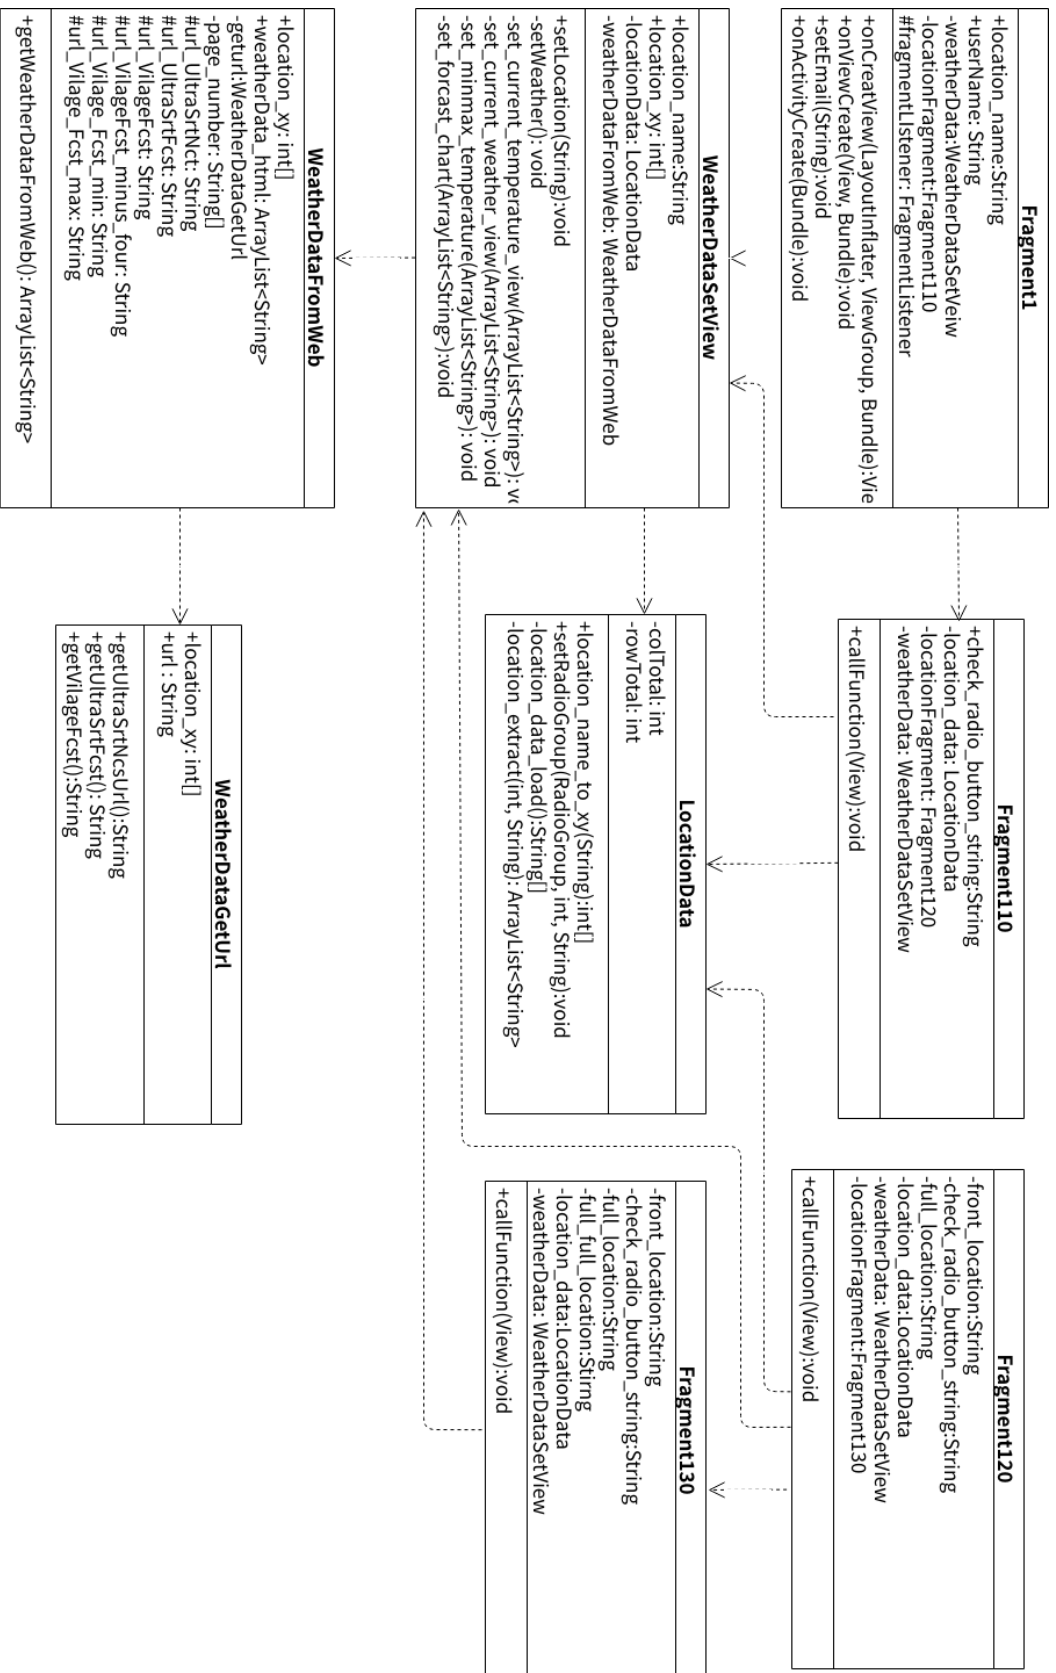 Fragment1
+location_name:String
+userName: String
-weatherData:WeatherDataSetVeiw
-locationFragment:Fragment110
#fragmentLIstener: FragmentListener
+onCreatView(LayoutInflater, ViewGroup, Bundle):Vie
+onViewCreate(View, Bundle):void
+setEmail(String):void
+onActivityCreate(Bundle):void
Fragment110
+check_radio_button_string:String
-location_data: LocationData
-locationFragment: Fragment120
-weatherData: WeatherDataSetView
+callFunction(View):void
Fragment120
-front_location:String
-check_radio_button_string:String
-full_location:String
-location_data:LocationData
-weatherData: WeatherDataSetView
-locationFragment:Fragment130
+callFunction(View):void
WeatherDataSetView
+location_name:String
+location_xy: int[]
-locationData: LocationData
-weatherDataFromWeb: WeatherDataFromWeb
+setLocation(String):void
-setWeather(): void
-set_current_temperature_view(ArrayList<String>): v
-set_current_weather_view(ArrayList<String>): void
-set_minmax_temperature(ArrayList<String>): void
-set_forcast_chart(ArrayList<String>):void
LocationData
-colTotal: int
-rowTotal: int
+location_name_to_xy(String):int[]
+setRadioGroup(RadioGroup, int, String):void
-location_data_load():String[]
-location_extract(int, String): ArrayList<String>
Fragment130
-front_location:String
-check_radio_button_string:String
-full_location:String
-full_full_location:Stirng
-location_data:LocationData
-weatherData: WeatherDataSetView
+callFunction(View):void
WeatherDataFromWeb
+location_xy: int[]
+weatherData_html: ArrayList<String>
-geturl:WeatherDataGetUrl
-page_number: String[]
#url_UltraSrtNct: String
#url_UltraSrtFcst: String
#url_VilageFcst: String
#url_VilageFcst_minus_four: String
#url_Vilage_Fcst_min: String
#url_Vilage_Fcst_max: String
+getWeatherDataFromWeb(): ArrayList<String>
WeatherDataGetUrl
+location_xy: int[]
+url : String
+getUltraSrtNcsUrl():String
+getUltraSrtFcst(): String
+getVilageFcst():String